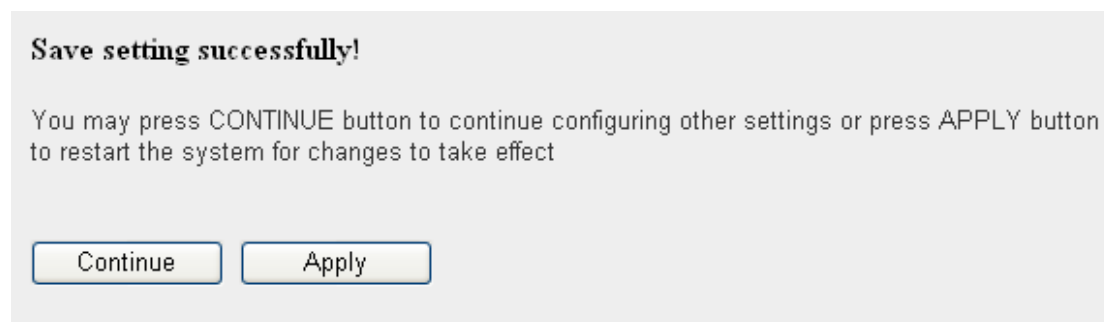 Save setting successfully!
You may press CONTINUE button to continue configuring other settings or press APPLY button
to restart the system for changes to take effect
Continue
Apply